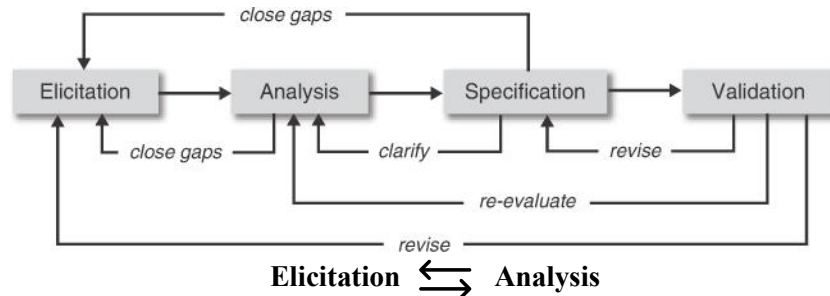 close gaps
Elicitation Analysis Specification Validation
close gaps clarify revise
re-evaluate
revise
Elicitation Analysis